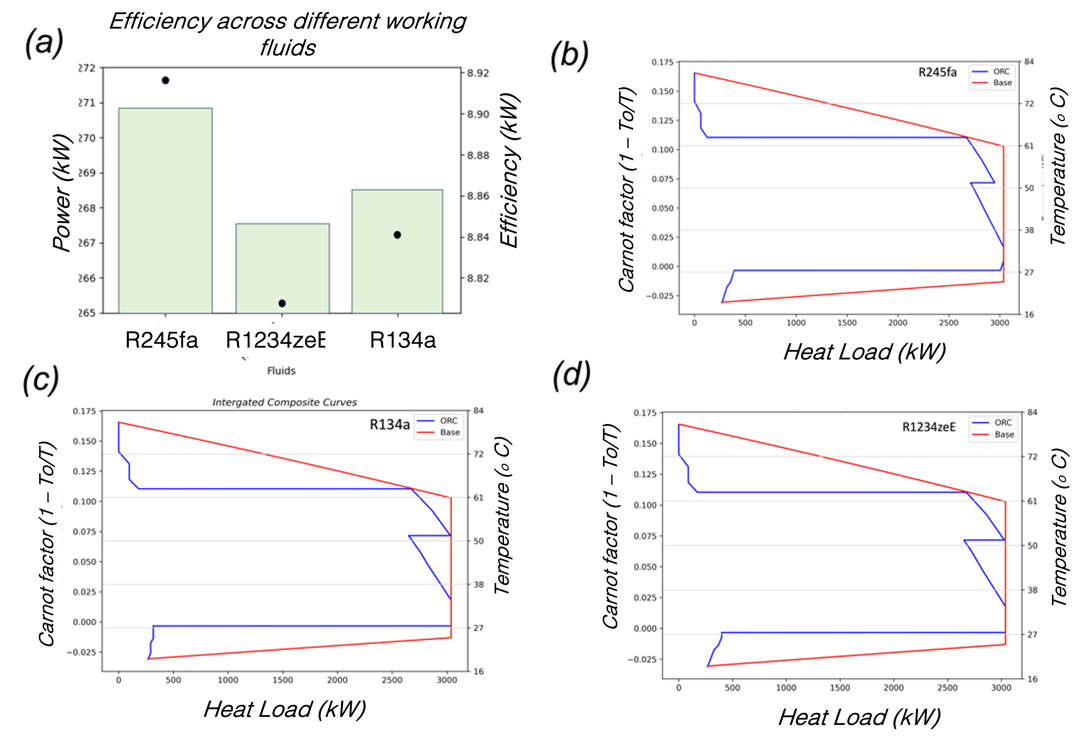 (a)
Efficiency across different working
fluids
272
271
270
269
268
267
266
265
Power (kW)
8.92
8.90
8.88
8.86
8.84
8.82
Efficiency (kW)
R245fa R1234zeE R134a
Fluids
(b)
R245fa
ORC
Base
0.175
0.150
0.125
0.100
0.075
0.050
0.025
0.000
−0.025
Carnot factor (1 – To/T)
84
72
61
50
38
27
16
Temperature (o C)
0 500 1000 1500 2000 2500 3000
Heat Load (kW)
(c)
Intergated Composite Curves
R134a
ORC
Base
0.175
0.150
0.125
0.100
0.075
0.050
0.025
0.000
−0.025
Carnot factor (1 – To/T)
84
72
61
50
38
27
16
Temperature (o C)
0 500 1000 1500 2000 2500 3000
Heat Load (kW)
(d)
R1234zeE
ORC
Base
0.175
0.150
0.125
0.100
0.075
0.050
0.025
0.000
−0.025
Carnot factor (1 – To/T)
84
72
61
50
38
27
16
Temperature (o C)
0 500 1000 1500 2000 2500 3000
Heat Load (kW)